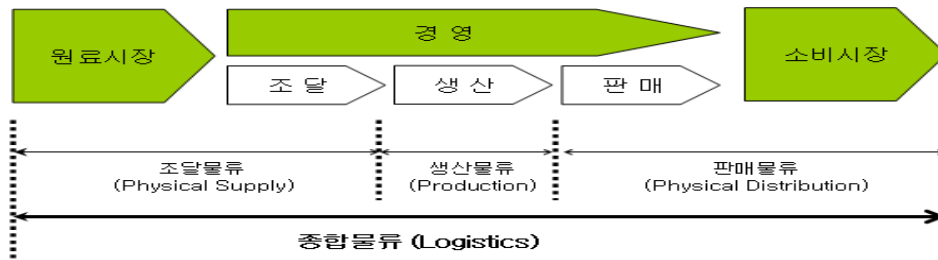 원료시장
경 영
소비시장
조 달
생 산
판 매
조달물류
(Physical Supply)
생산물류
(Production)
판매물류
(Physical Distribution)
종합물류 (Logistics)